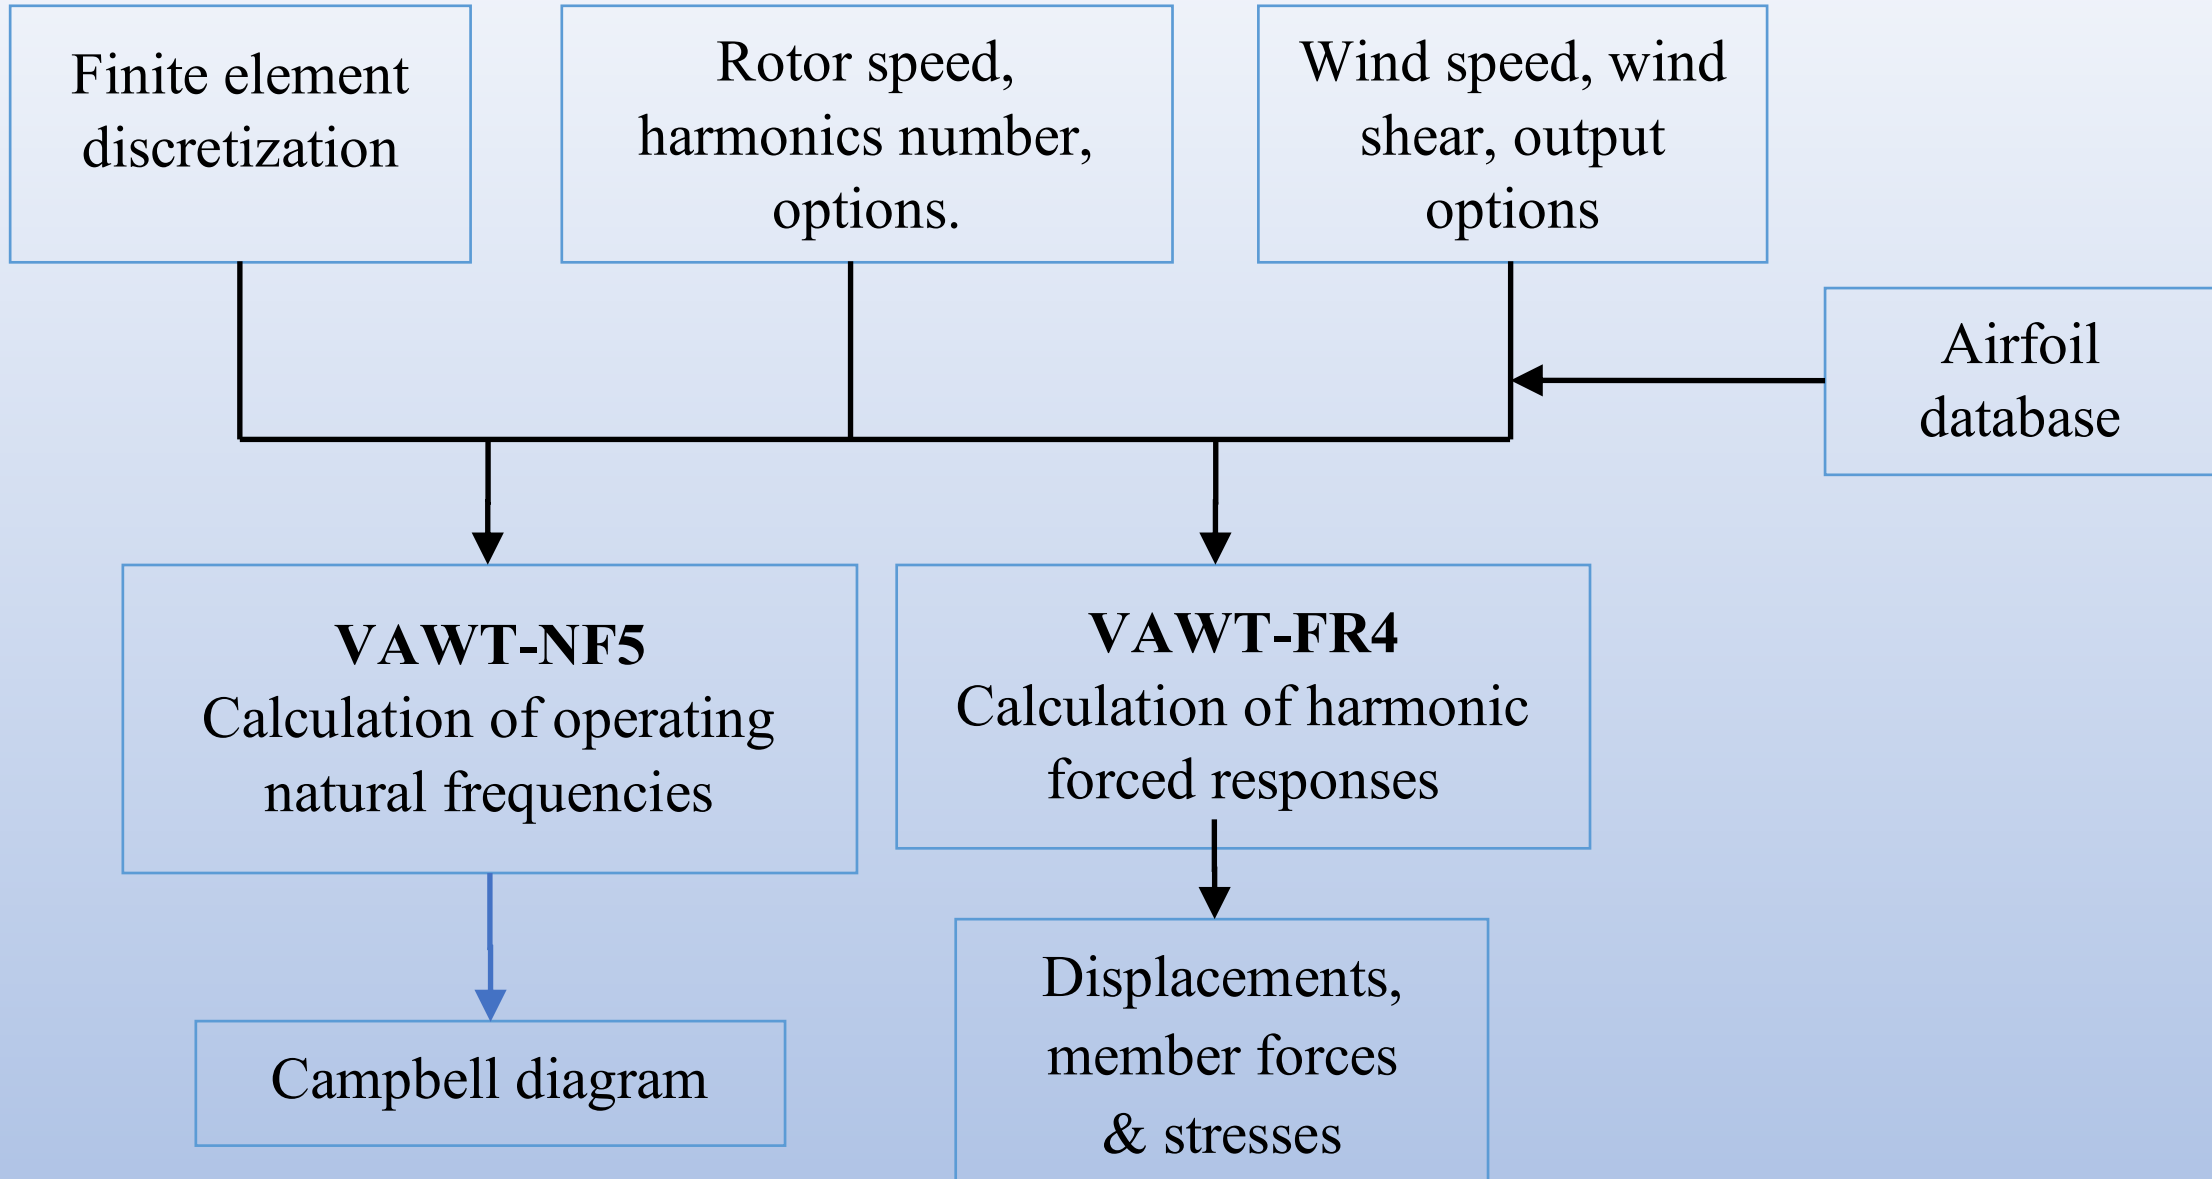 Finite element
discretization
Rotor speed,
harmonics number,
options.
Wind speed, wind
shear, output
options
Airfoil
database
VAWT-NF5
Calculation of operating
natural frequencies
VAWT-FR4
Calculation of harmonic
forced responses
Campbell diagram
Displacements,
member forces
& stresses